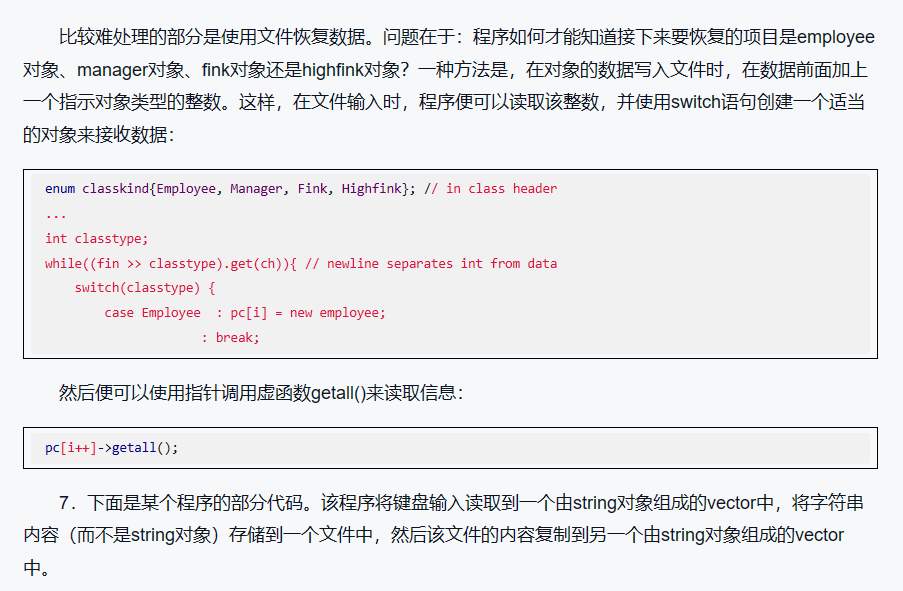 比较难处理的部分是使用文件恢复数据。问题在于：程序如何才能知道接下来要恢复的项目是employee
对象、manager对象、fink对象还是highfink对象？一种方法是，在对象的数据写入文件时，在数据前面加上
一个指示对象类型的整数。这样，在文件输入时，程序便可以读取该整数，并使用switch语句创建一个适当
的对象来接收数据：
enum classkind{Employee, Manager, Fink, Highfink}; // in class header
...
int classtype;
while((fin >> classtype).get(ch)){ // newline separates int from data
    switch(classtype) {
        case Employee  : pc[i] = new employee;
                     : break;
然后便可以使用指针调用虚函数getall()来读取信息：
pc[i++]->getall();
7．下面是某个程序的部分代码。该程序将键盘输入读取到一个由string对象组成的vector中，将字符串
内容（而不是string对象）存储到一个文件中，然后该文件的内容复制到另一个由string对象组成的vector
中。